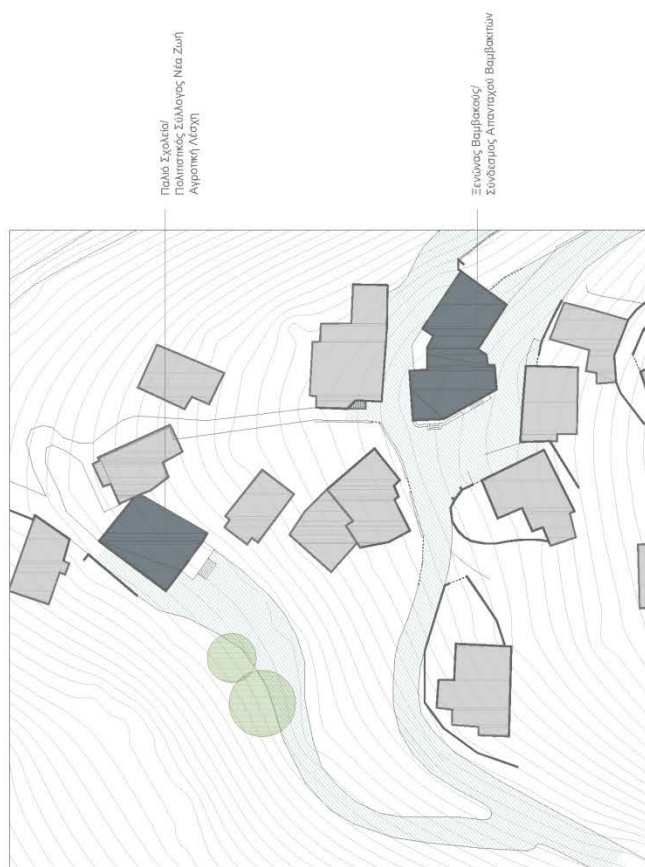 Παλιό Σχολείο/
Πολιτιστικός Σύλλογος Νέα Ζωή
Αγροτική Λέσχη
Ξενώνας Βαμβακούς/
Σύνδεσμος Απανταχού Βαμβακιτών